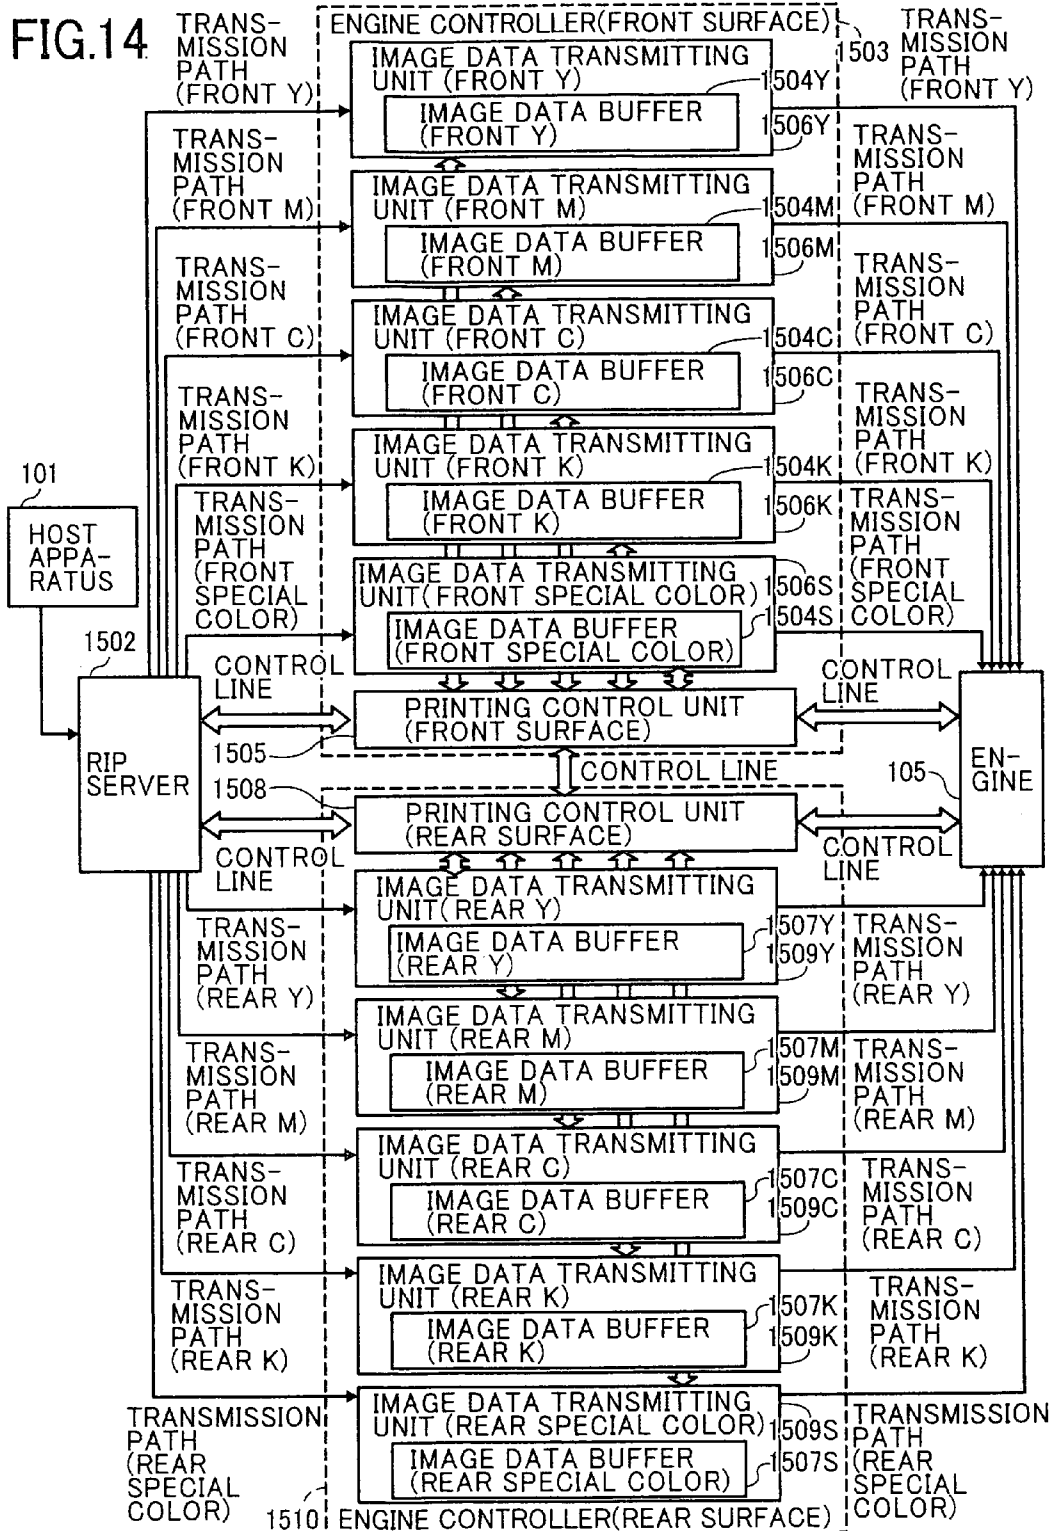 FIG.14
TRANS-
MISSION
PATH
(FRONT Y)
ENGINE CONTROLLER(FRONT SURFACE)
1503
TRANS-
MISSION
PATH
(FRONT Y)
IMAGE DATA TRANSMITTING
UNIT (FRONT Y)
1504Y
IMAGE DATA BUFFER
(FRONT Y)
1506Y
TRANS-
MISSION
PATH
(FRONT M)
TRANS-
MISSION
PATH
(FRONT M)
IMAGE DATA TRANSMITTING
UNIT (FRONT M)
1504M
IMAGE DATA BUFFER
(FRONT M)
1506M
TRANS-
MISSION
PATH
(FRONT C)
TRANS-
MISSION
PATH
(FRONT C)
IMAGE DATA TRANSMITTING
UNIT (FRONT C)
1504C
IMAGE DATA BUFFER
(FRONT C)
1506C
TRANS-
MISSION
PATH
(FRONT K)
TRANS-
MISSION
PATH
(FRONT K)
IMAGE DATA TRANSMITTING
UNIT (FRONT K)
1504K
IMAGE DATA BUFFER
(FRONT K)
1506K
101
HOST
APPA-
RATUS
TRANS-
MISSION
PATH
(FRONT
SPECIAL
COLOR)
TRANS-
MISSION
PATH
(FRONT
SPECIAL
COLOR)
IMAGE DATA TRANSMITTING
UNIT(FRONT SPECIAL COLOR)
1506S
1504S
IMAGE DATA BUFFER
(FRONT SPECIAL COLOR)
1502
RIP
SERVER
CONTROL
LINE
CONTROL
LINE
PRINTING CONTROL UNIT
(FRONT SURFACE)
1505
CONTROL LINE
105
EN-
GINE
1508
PRINTING CONTROL UNIT
(REAR SURFACE)
CONTROL
LINE
CONTROL
LINE
IMAGE DATA TRANSMITTING
UNIT(REAR Y)
1507Y
IMAGE DATA BUFFER
(REAR Y)
1509Y
TRANS-
MISSION
PATH
(REAR Y)
TRANS-
MISSION
PATH
(REAR Y)
IMAGE DATA TRANSMITTING
UNIT (REAR M)
1507M
IMAGE DATA BUFFER
(REAR M)
1509M
TRANS-
MISSION
PATH
(REAR M)
TRANS-
MISSION
PATH
(REAR M)
IMAGE DATA TRANSMITTING
UNIT (REAR C)
1507C
IMAGE DATA BUFFER
(REAR C)
1509C
TRANS-
MISSION
PATH
(REAR C)
TRANS-
MISSION
PATH
(REAR C)
IMAGE DATA TRANSMITTING
UNIT (REAR K)
1507K
IMAGE DATA BUFFER
(REAR K)
1509K
TRANS-
MISSION
PATH
(REAR K)
TRANS-
MISSION
PATH
(REAR K)
IMAGE DATA TRANSMITTING
UNIT (REAR SPECIAL COLOR)
1509S
IMAGE DATA BUFFER
(REAR SPECIAL COLOR)
1507S
TRANSMISSION
PATH
(REAR
SPECIAL
COLOR)
TRANSMISSION
PATH
(REAR
SPECIAL
COLOR)
1510
ENGINE CONTROLLER(REAR SURFACE)